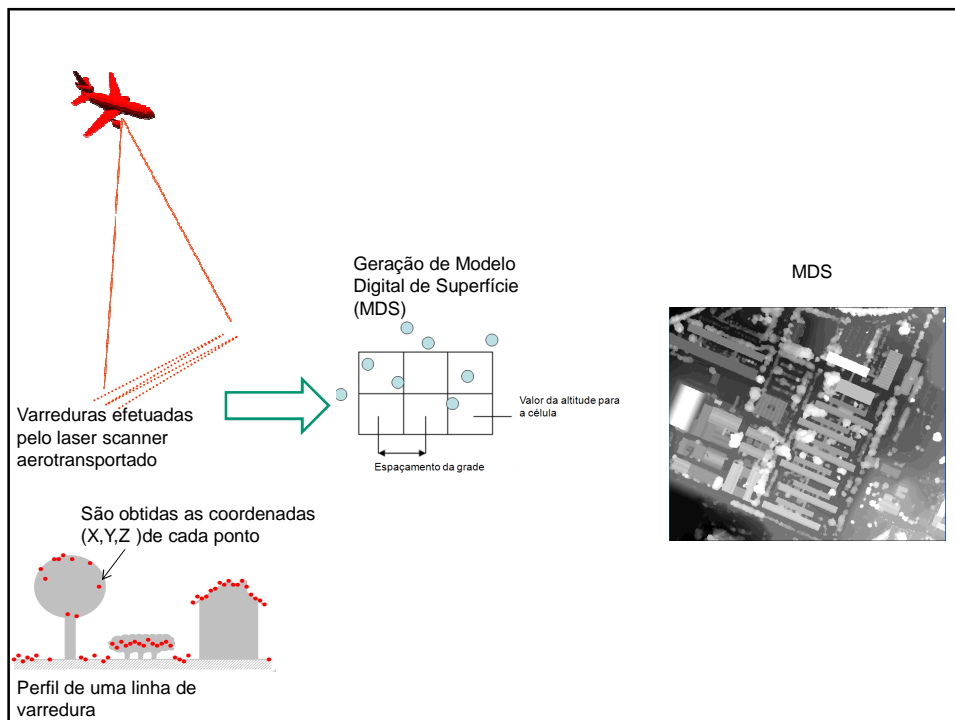 Geração de Modelo
Digital de Superfície
(MDS)
MDS
Valor da altitude para
a célula
Espaçamento da grade
Varreduras efetuadas
pelo laser scanner
aerotransportado
São obtidas as coordenadas
(X,Y,Z )de cada ponto
Perfil de uma linha de
varredura